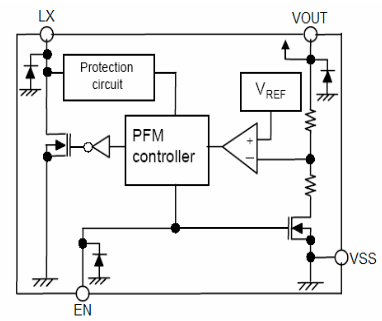 LX
VOUT
Protection
circuit
VREF
PFM
controller
+
−
VSS
EN